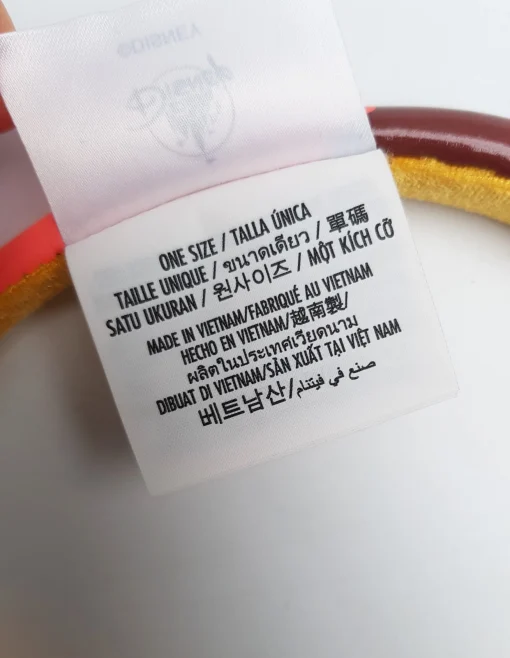 ©DISNEY
Disney
ONE SIZE / TALLA ÚNICA
TAILLE UNIQUE / ขนาดเดียว / 單碼
SATU UKURAN / 원사이즈 / MỘT KÍCH CỠ
MADE IN VIETNAM/FABRIQUÉ AU VIETNAM
HECHO EN VIETNAM/越南製/
ผลิตในประเทศเวียดนาม
DIBUAT DI VIETNAM/SẢN XUẤT TẠI VIỆT NAM
베트남산/صنع في فيتنام